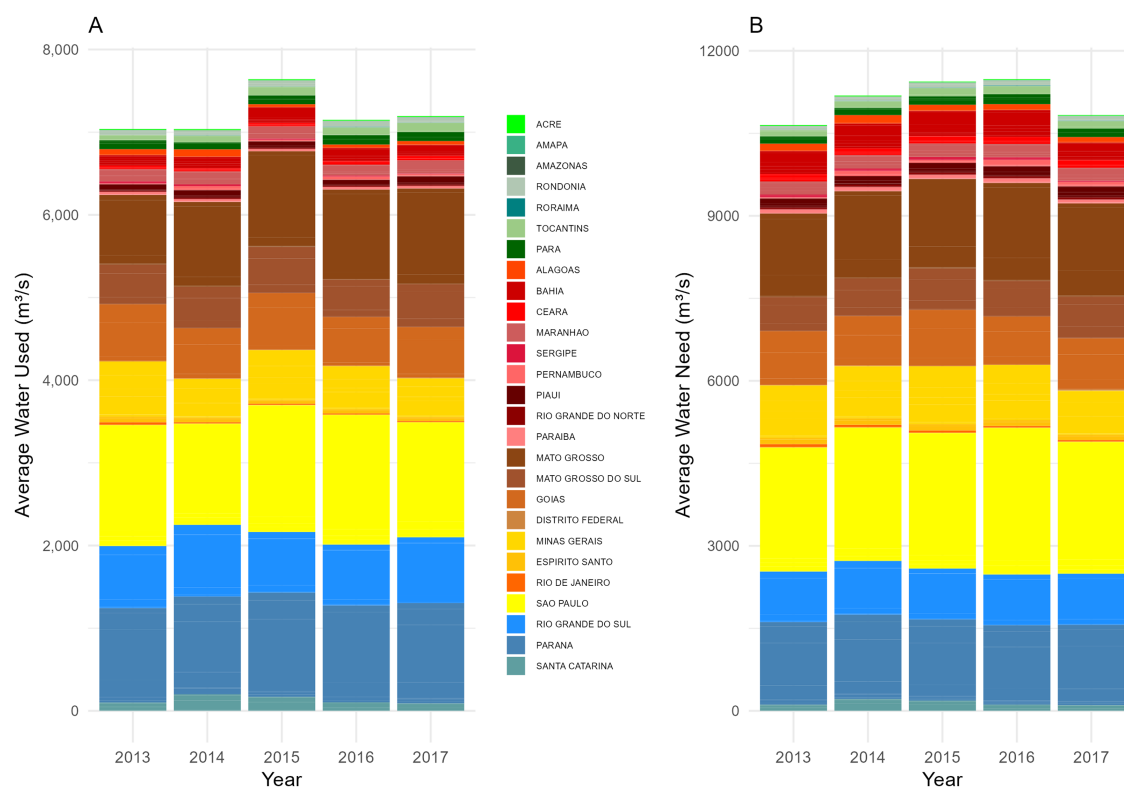 A
8,000
6,000
4,000
2,000
0
Average Water Used (m³/s)
2013 2014 2015 2016 2017
Year
ACRE
AMAPA
AMAZONAS
RONDONIA
RORAIMA
TOCANTINS
PARA
ALAGOAS
BAHIA
CEARA
MARANHAO
SERGIPE
PERNAMBUCO
PIAUI
RIO GRANDE DO NORTE
PARAIBA
MATO GROSSO
MATO GROSSO DO SUL
GOIAS
DISTRITO FEDERAL
MINAS GERAIS
ESPIRITO SANTO
RIO DE JANEIRO
SAO PAULO
RIO GRANDE DO SUL
PARANA
SANTA CATARINA
B
12000
9000
6000
3000
0
Average Water Need (m³/s)
2013 2014 2015 2016 2017
Year